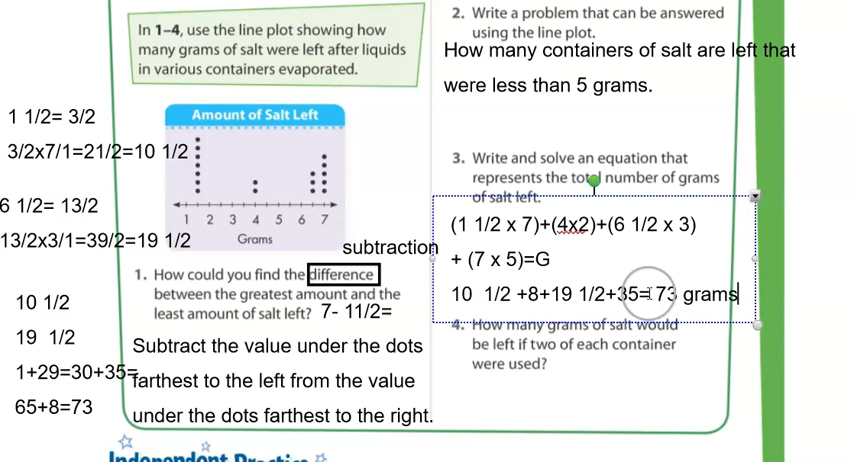 In 1–4, use the line plot showing how
many grams of salt were left after liquids
in various containers evaporated.
1 1/2= 3/2
3/2x7/1=21/2=10 1/2
6 1/2= 13/2
13/2x3/1=39/2=19 1/2
10 1/2
19 1/2
1+29=30+35=
65+8=73
Amount of Salt Left
1 2 3 4 5 6 7
Grams
subtraction
1. How could you find the difference
between the greatest amount and the
least amount of salt left? 7- 11/2=
Subtract the value under the dots
farthest to the left from the value
under the dots farthest to the right.
2. Write a problem that can be answered
using the line plot.
How many containers of salt are left that
were less than 5 grams.
3. Write and solve an equation that
represents the total number of grams
of salt left.
(1 1/2 x 7)+(4x2)+(6 1/2 x 3)
+ (7 x 5)=G
10 1/2 +8+19 1/2+35= 73 grams
4. How many grams of salt would
be left if two of each container
were used?
Independent Practice